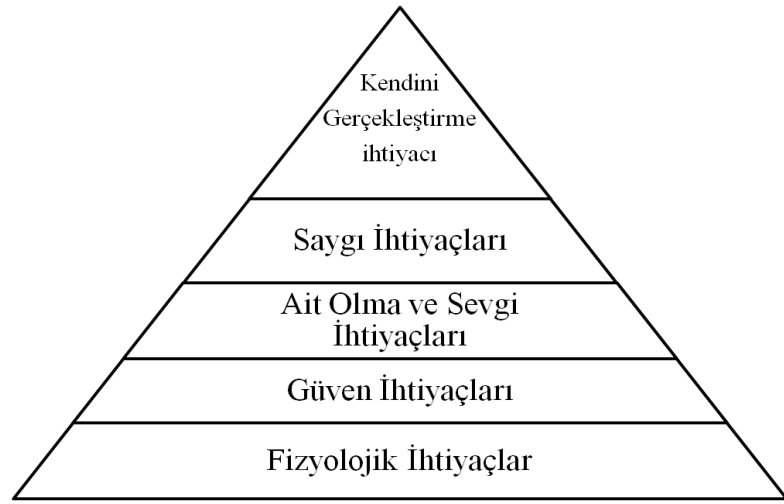 Kendini
Gerçekleştirme
ihtiyacı
Saygı İhtiyaçları
Ait Olma ve Sevgi
İhtiyaçları
Güven İhtiyaçları
Fizyolojik İhtiyaçlar